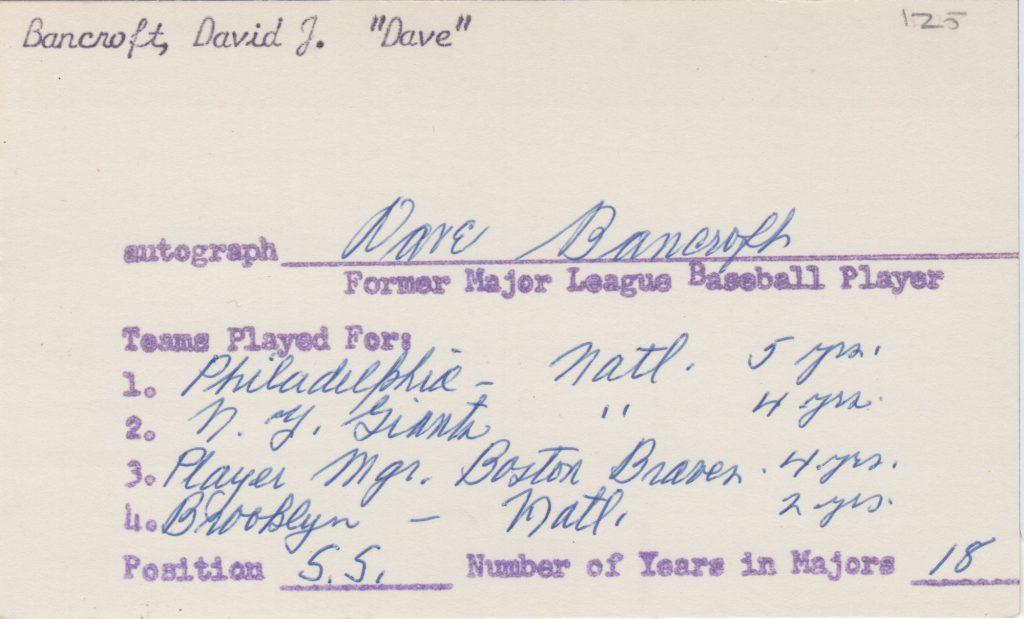 Bancroft, David J. "Dave" 125
autograph Dave Bancroft
Former Major League Baseball Player
Teams Played For:
1. Philadelphia - Natl. 5 yrs.
2. N. Y. Giants " 4 yrs.
3. Player Mgr. Boston Braves. 4 yrs.
4. Brooklyn - Natl. 2 yrs.
Position S.S. Number of Years in Majors 18